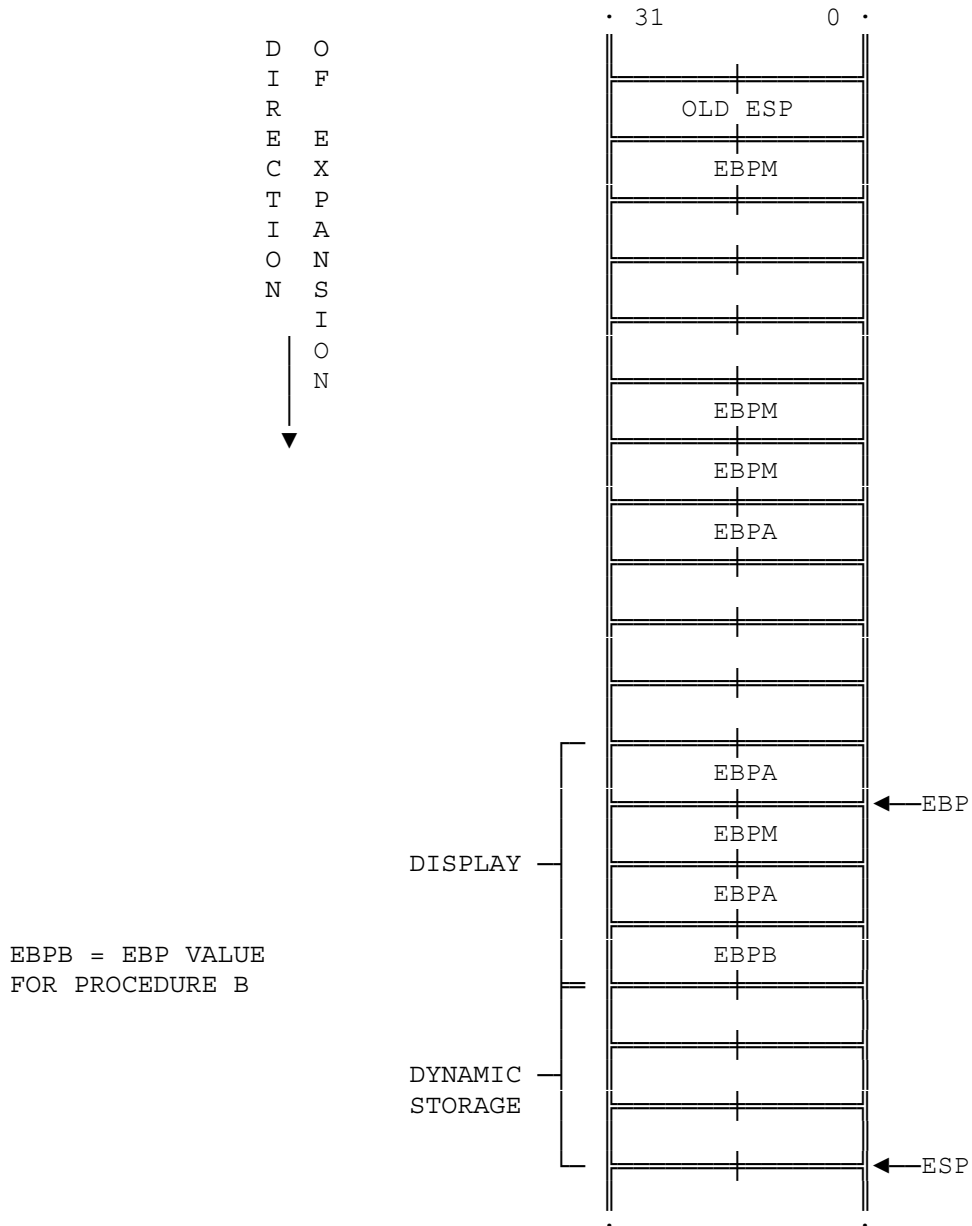 31 0
DIRECTION
OF EXPANSION
OLD ESP
EBPM
EBPM
EBPM
EBPA
EBPA
EBP
EBPM
DISPLAY
EBPA
EBPB = EBP VALUE
FOR PROCEDURE B
EBPB
DYNAMIC
STORAGE
ESP